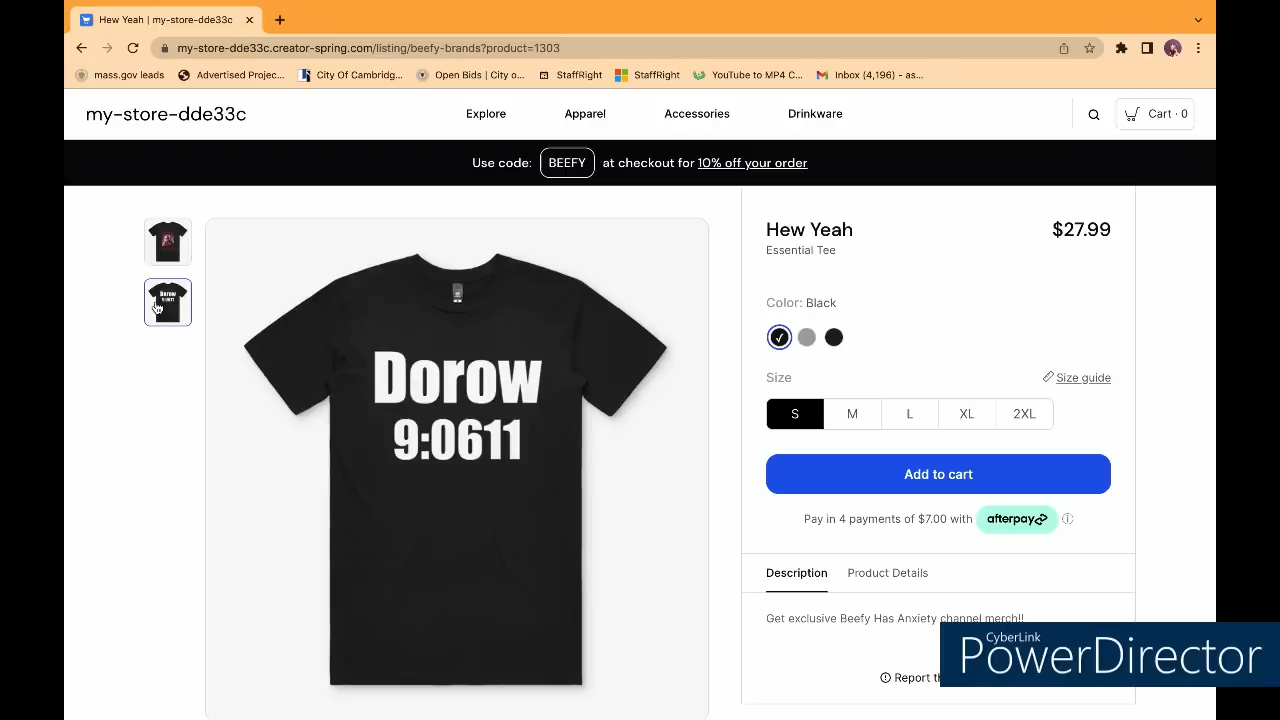 Hew Yeah | my-store-dde33c
my-store-dde33c.creator-spring.com/listing/beefy-brands?product=1303
mass.gov leads
Advertised Projec...
City Of Cambridg...
Open Bids | City o...
StaffRight
StaffRight
YouTube to MP4 C...
Inbox (4,196) - as...
my-store-dde33c
Explore
Apparel
Accessories
Drinkware
Cart · 0
Use code: BEEFY at checkout for 10% off your order
Dorow
9:0611
Dorow
9:0611
Hew Yeah
$27.99
Essential Tee
Color: Black
Size
Size guide
S
M
L
XL
2XL
Add to cart
Pay in 4 payments of $7.00 with afterpay
Description
Product Details
Get exclusive Beefy Has Anxiety channel merch!!
Report
CyberLink
PowerDirector